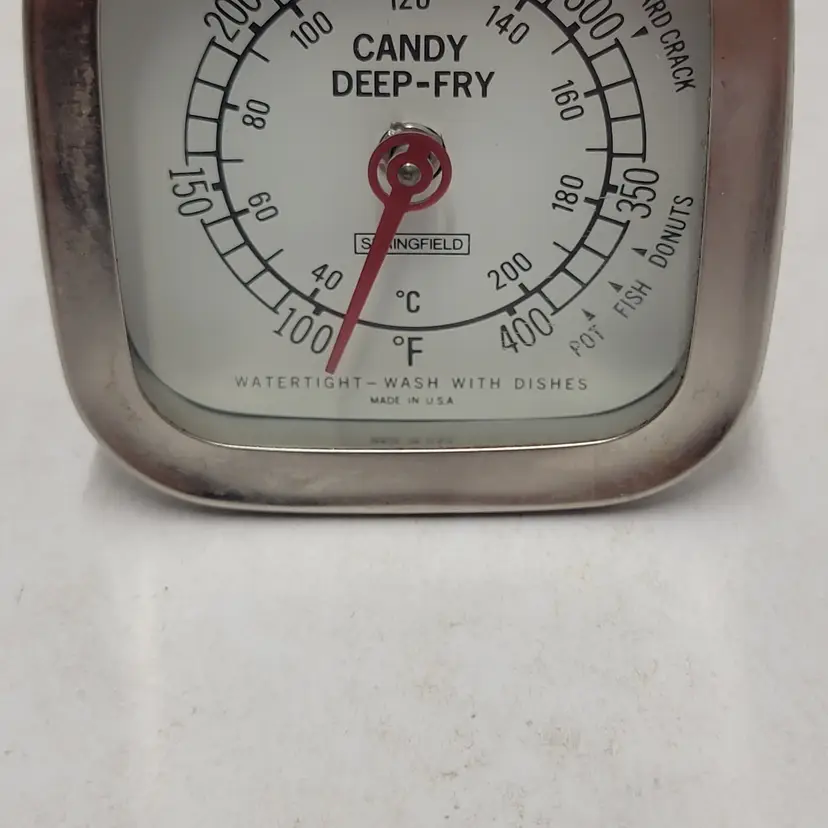 200
100
120
140
300
HARD CRACK
CANDY
DEEP-FRY
80
160
150
60
180
350
SPRINGFIELD
DONUTS
FISH
POT
40
200
100
°C
400
°F
WATERTIGHT – WASH WITH DISHES
MADE IN U.S.A